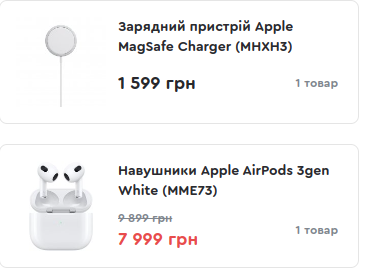 Зарядний пристрій Apple
MagSafe Charger (MHXH3)
1 599 грн
1 товар
Навушники Apple AirPods 3gen
White (MME73)
9 899 грн
7 999 грн
1 товар